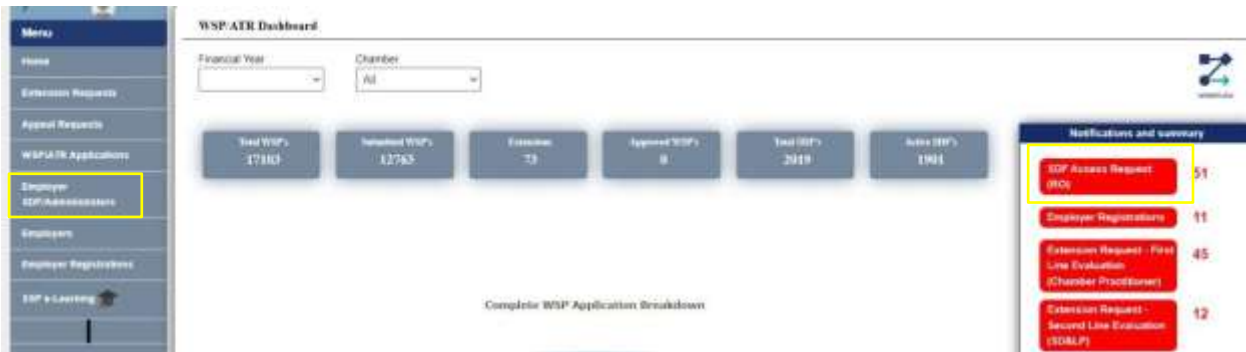 Menu
WSP/ATR Dashboard
Home
Extension Requests
Appeal Requests
WSP\ATR Applications
Employer
SDF/Administrators
Employers
Employer Registrations
SSP e-Learning
Financial Year
Chamber
All
Total WSP's
17103
Submitted WSP's
12763
Extensions
73
Approved WSP's
0
Total SDF's
2019
Active SDF's
1901
Complete WSP Application Breakdown
Notifications and summary
SDF Access Request
(RO)
51
Employer Registrations
11
Extension Request - First
Line Evaluation
(Chamber Practitioner)
45
Extension Request -
Second Line Evaluation
(SD&LP)
12